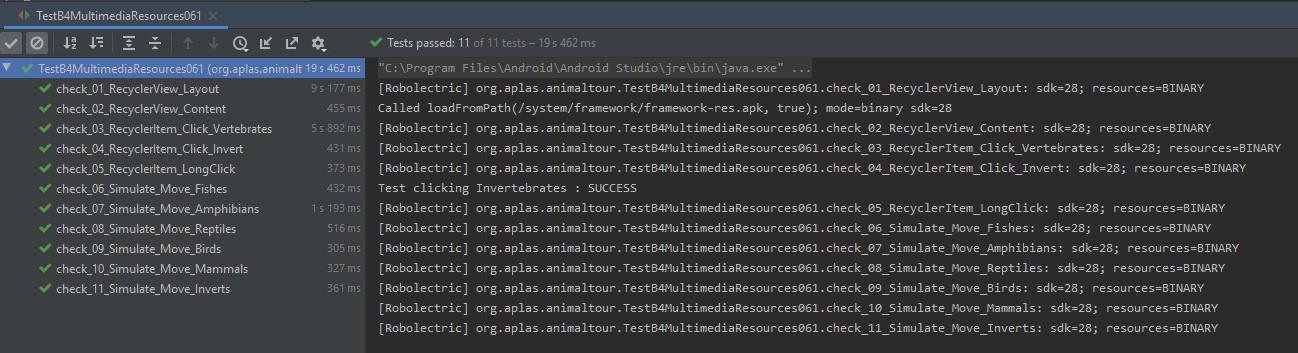 TestB4MultimediaResources061
Tests passed: 11 of 11 tests – 19 s 462 ms
TestB4MultimediaResources061 (org.aplas.animalt 19 s 462 ms
check_01_RecyclerView_Layout 9 s 177 ms
check_02_RecyclerView_Content 455 ms
check_03_RecyclerItem_Click_Vertebrates 5 s 892 ms
check_04_RecyclerItem_Click_Invert 431 ms
check_05_RecyclerItem_LongClick 373 ms
check_06_Simulate_Move_Fishes 432 ms
check_07_Simulate_Move_Amphibians 1 s 193 ms
check_08_Simulate_Move_Reptiles 516 ms
check_09_Simulate_Move_Birds 305 ms
check_10_Simulate_Move_Mammals 327 ms
check_11_Simulate_Move_Inverts 361 ms
"C:\Program Files\Android\Android Studio\jre\bin\java.exe" ...
[Robolectric] org.aplas.animaltour.TestB4MultimediaResources061.check_01_RecyclerView_Layout: sdk=28; resources=BINARY
Called loadFromPath(/system/framework/framework-res.apk, true); mode=binary sdk=28
[Robolectric] org.aplas.animaltour.TestB4MultimediaResources061.check_02_RecyclerView_Content: sdk=28; resources=BINARY
[Robolectric] org.aplas.animaltour.TestB4MultimediaResources061.check_03_RecyclerItem_Click_Vertebrates: sdk=28; resources=BINARY
[Robolectric] org.aplas.animaltour.TestB4MultimediaResources061.check_04_RecyclerItem_Click_Invert: sdk=28; resources=BINARY
Test clicking Invertebrates : SUCCESS
[Robolectric] org.aplas.animaltour.TestB4MultimediaResources061.check_05_RecyclerItem_LongClick: sdk=28; resources=BINARY
[Robolectric] org.aplas.animaltour.TestB4MultimediaResources061.check_06_Simulate_Move_Fishes: sdk=28; resources=BINARY
[Robolectric] org.aplas.animaltour.TestB4MultimediaResources061.check_07_Simulate_Move_Amphibians: sdk=28; resources=BINARY
[Robolectric] org.aplas.animaltour.TestB4MultimediaResources061.check_08_Simulate_Move_Reptiles: sdk=28; resources=BINARY
[Robolectric] org.aplas.animaltour.TestB4MultimediaResources061.check_09_Simulate_Move_Birds: sdk=28; resources=BINARY
[Robolectric] org.aplas.animaltour.TestB4MultimediaResources061.check_10_Simulate_Move_Mammals: sdk=28; resources=BINARY
[Robolectric] org.aplas.animaltour.TestB4MultimediaResources061.check_11_Simulate_Move_Inverts: sdk=28; resources=BINARY